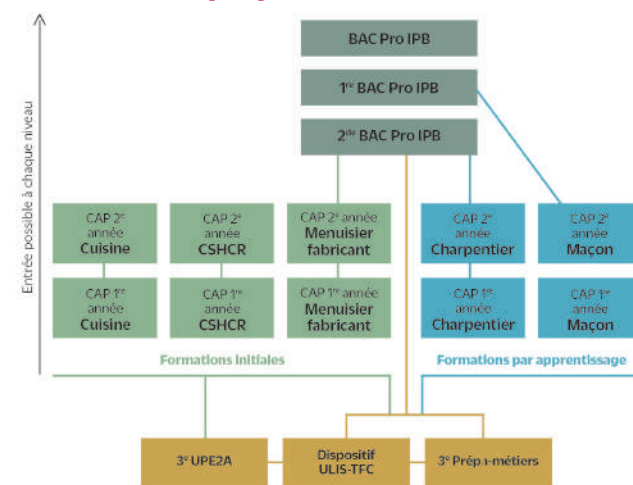 BAC Pro IPB
1re BAC Pro IPB
2de BAC Pro IPB
Entrée possible à chaque niveau
CAP 2e
année
Cuisine
CAP 2e
année
CSHCR
CAP 2e année
Menuisier
fabricant
CAP 2e
année
Charpentier
CAP 2e
année
Maçon
CAP 1re
année
Cuisine
CAP 1re
année
CSHCR
CAP 1re année
Menuisier
fabricant
CAP 1re
année
Charpentier
CAP 1re
année
Maçon
Formations initiales
Formations par apprentissage
3e UPE2A
Dispositif
ULIS-TFC
3e Prépa-métiers